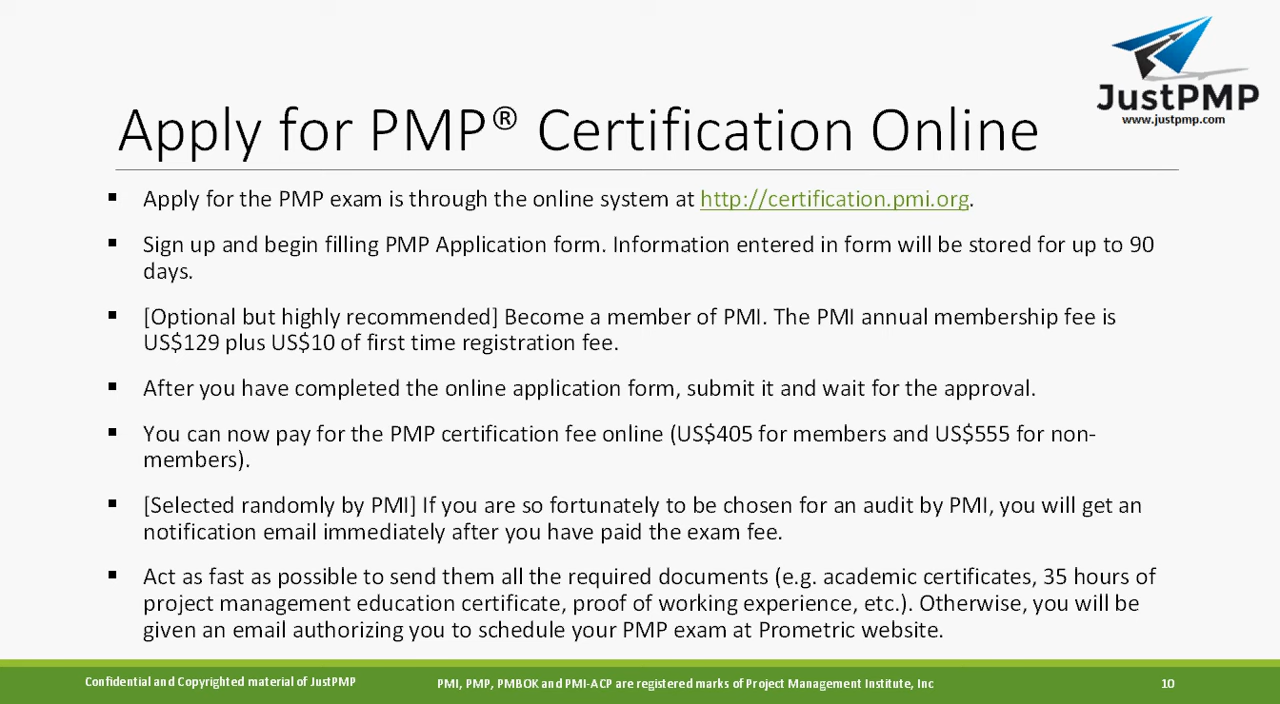 JustPMP
www.justpmp.com
Apply for PMP® Certification Online
▪ Apply for the PMP exam is through the online system at http://certification.pmi.org.
▪ Sign up and begin filling PMP Application form. Information entered in form will be stored for up to 90
days.
▪ [Optional but highly recommended] Become a member of PMI. The PMI annual membership fee is
US$129 plus US$10 of first time registration fee.
▪ After you have completed the online application form, submit it and wait for the approval.
▪ You can now pay for the PMP certification fee online (US$405 for members and US$555 for non-
members).
▪ [Selected randomly by PMI] If you are so fortunately to be chosen for an audit by PMI, you will get an
notification email immediately after you have paid the exam fee.
▪ Act as fast as possible to send them all the required documents (e.g. academic certificates, 35 hours of
project management education certificate, proof of working experience, etc.). Otherwise, you will be
given an email authorizing you to schedule your PMP exam at Prometric website.
Confidential and Copyrighted material of JustPMP
PMI, PMP, PMBOK and PMI-ACP are registered marks of Project Management Institute, Inc
10